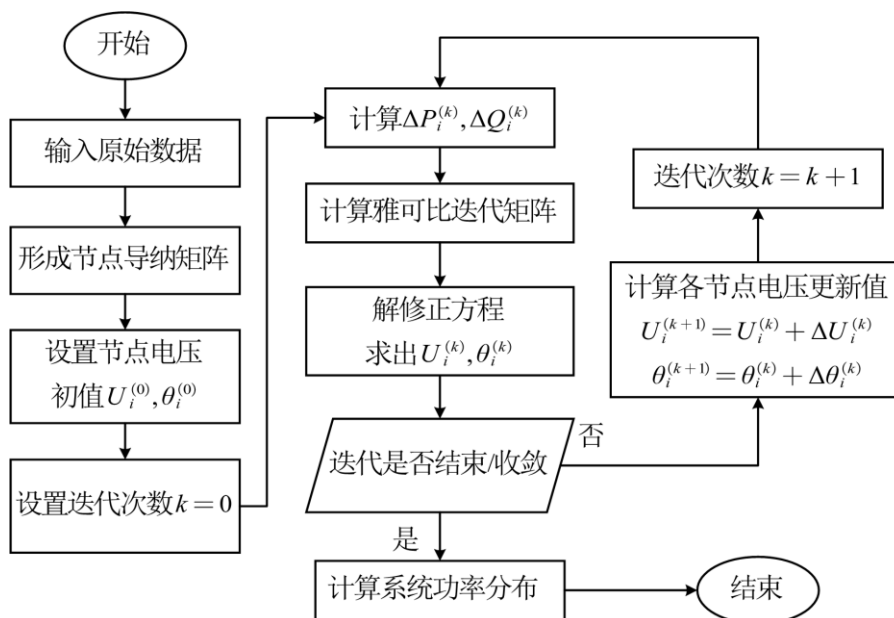 开始
输入原始数据
形成节点导纳矩阵
设置节点电压
初值U_i^{(0)},θ_i^{(0)}
设置迭代次数k=0
计算ΔP_i^{(k)},ΔQ_i^{(k)}
计算雅可比迭代矩阵
解修正方程
求出U_i^{(k)},θ_i^{(k)}
迭代是否结束/收敛
否
是
计算各节点电压更新值
U_i^{(k+1)}=U_i^{(k)}+ΔU_i^{(k)}
θ_i^{(k+1)}=θ_i^{(k)}+Δθ_i^{(k)}
迭代次数k=k+1
计算系统功率分布
结束